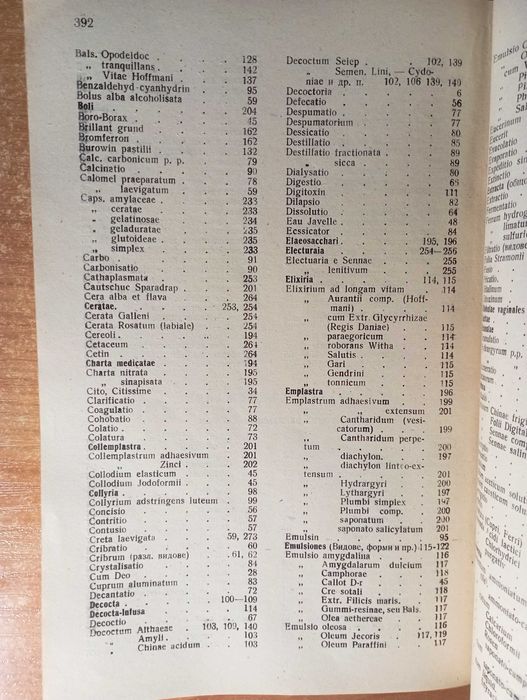 392
Bals. Opodeldoc 128
„ tranquillans 142
„ Vitae Hoffmani 137
Benzaldehyd-cyanhydrin 95
Bolus alba alcoholisata 59
Boli 204
Boro-Borax 45
Brillant grund 162
Bromferron 162
Burowin pastilli 132
Calc. carbonicum p. p. 79
Calcinatio 90
Calomel praeparatum 78
„ laevigatum 59
Caps. amylaceae 233
„ ceratae 233
„ gelatinosae 234
„ geladuratae 235
„ glutoideae 235
„ simplex 233
Carbo 91
Carbonisatio 90
Cathaplasmata 253
Cautschuc Sparadrap 201
Cera alba et flava 264
Ceratae. 253, 254
Cerata Galleni 254
Cerata Rosatum (labiale) 254
Cereoli 194
Cetaceum 264
Cetin 264
Charta medicatae 194
Charta nitrata 195
„ sinapisata 195
Cito, Citissime 34
Clarificatio 77
Coagulatio 77
Cohobatio 88
Colatio 72
Colatura 73
Collemplastra 201
Collemplastrum adhaesivum 201
„ Zinci 202
Collodium elasticum 45
Collodium Jodoformii 45
Collyria 98
Collyrium adstringens luteum 99
Concisio 56
Contritio 57
Contusio 57
Creta laevigata 59, 273
Cribratio 60
Cribrum (разл. видове) 61, 62
Crystalisatio 84
Cum Deo 28
Cuprum aluminatum 83
Decantatio 72
Decocta 100—109
Decocta-Infusa 114
Decoctio 67
Dococtum Althaeae 103, 109, 140
„ Amyli 103
„ Chinae acidum 103
Decoctum Selep 102, 139
„ Semen. Lini, — Cydo-
niae и др. п. 102, 106 139, 140
Decoctoria 6
Defecatio 56
Despumatio 77
Despumatorium 77
Dessicatio 80
Destillatio 85
Destillatio fractionata 89
„ sicca 89
Dialysatio 80
Digestio 65
Digitoxin 111
Dilapsio 82
Dissolutio 64
Eau Javelle 48
Eessicator 84
Elaeosacchari 195, 196
Electuraia 254—256
Electuaria e Sennae 255
„ lenitivum 255
Elixiria 114, 115
Elixirium ad longam vitam 114
„ Aurantii comp. (Hoff-
mani) 114
„ cum Extr. Glycyrrhizae
(Regis Daniae) 115
„ paraegoricum 114
„ roborans Witha 114
„ Salutis 114
„ Gari 115
„ Gendrini 115
„ tonnicum 115
Emplastra 196
Emplastrum adhaesivum 199
„ „ extensum 201
„ Cantharidum (vesi-
catorum) 199
„ Cantharidum perpe-
tum 200
„ diachylon 197
„ diachylon linteo-ex-
tensum 201
„ Hydrargyri 200
„ Lythargyri 197
„ Plumbi simplex 197
„ Plumbi comp. 200
„ saponatum 200
„ saponato salicylatum 201
Emulsin 95
Emulsiones (Видове, форми и пр.) 115-122
Emulsio amygdalina 116
„ Amygdalarum dulcium 117
„ Camphorae 118
„ Callot D-r 45
„ Cre sotali 118
„ Extr. Filicis maris. 117
„ Gummi-resinae, seu Bals. 117
„ Olea aethereae 117
Emulsio oleosa 116
„ Oleum Jecoris 117, 119
„ Oleum Paraffini 117